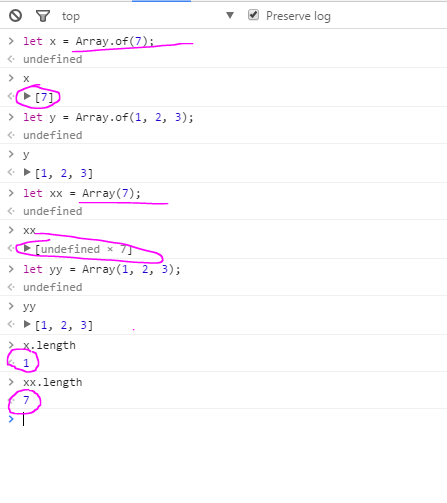 top Preserve log
let x = Array.of(7);
undefined
x
[7]
let y = Array.of(1, 2, 3);
undefined
y
[1, 2, 3]
let xx = Array(7);
undefined
xx
[undefined × 7]
let yy = Array(1, 2, 3);
undefined
yy
[1, 2, 3]
x.length
1
xx.length
7